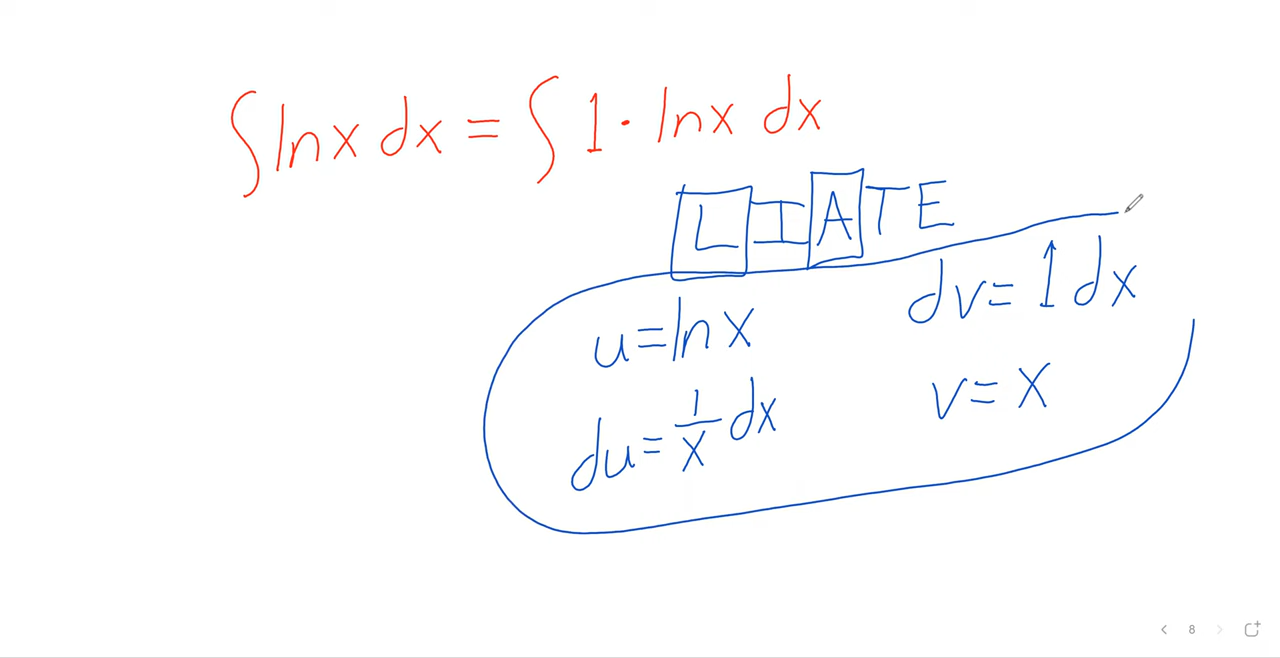 ∫ ln x dx = ∫ 1 · ln x dx
LIATE
u = ln x dv = 1 dx
du = 1/x dx v = x
8